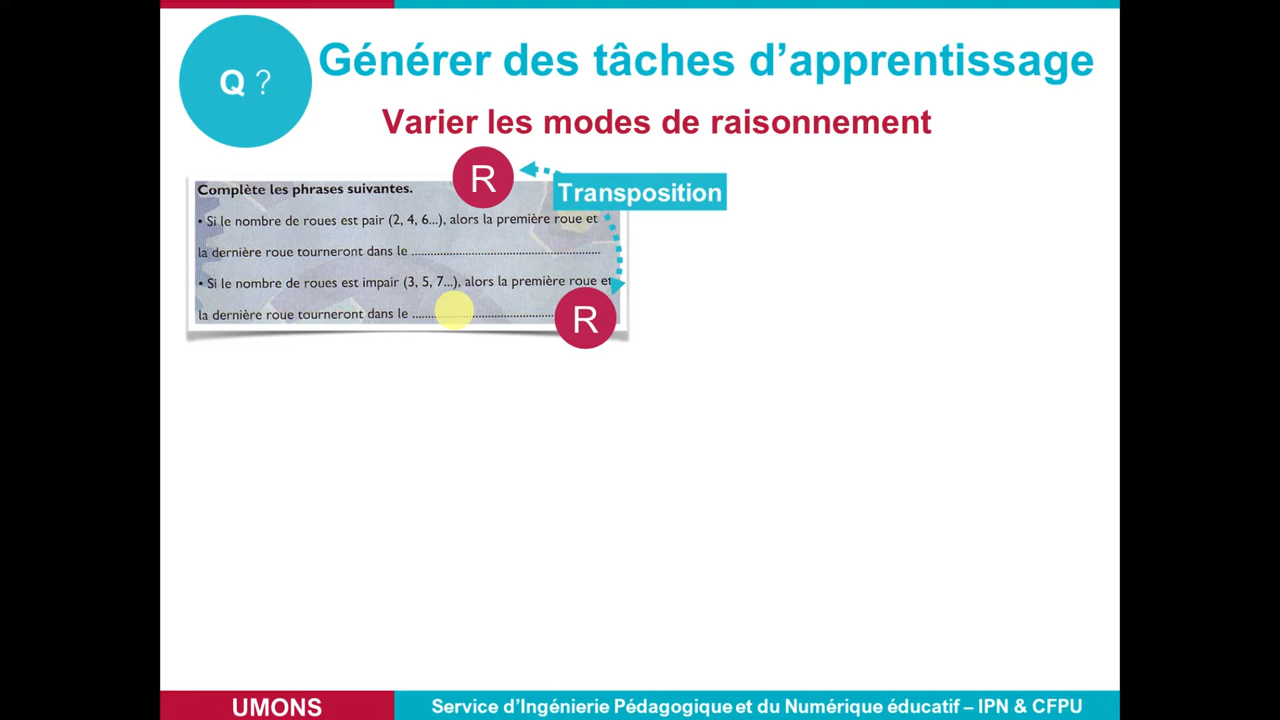 Q ?
Générer des tâches d’apprentissage
Varier les modes de raisonnement
R
Transposition
Complète les phrases suivantes.
• Si le nombre de roues est pair (2, 4, 6...), alors la première roue et
la dernière roue tourneront dans le ..........................................................
• Si le nombre de roues est impair (3, 5, 7...), alors la première roue et
la dernière roue tourneront dans le ...........................................
R
UMONS
Service d’Ingénierie Pédagogique et du Numérique éducatif – IPN & CFPU